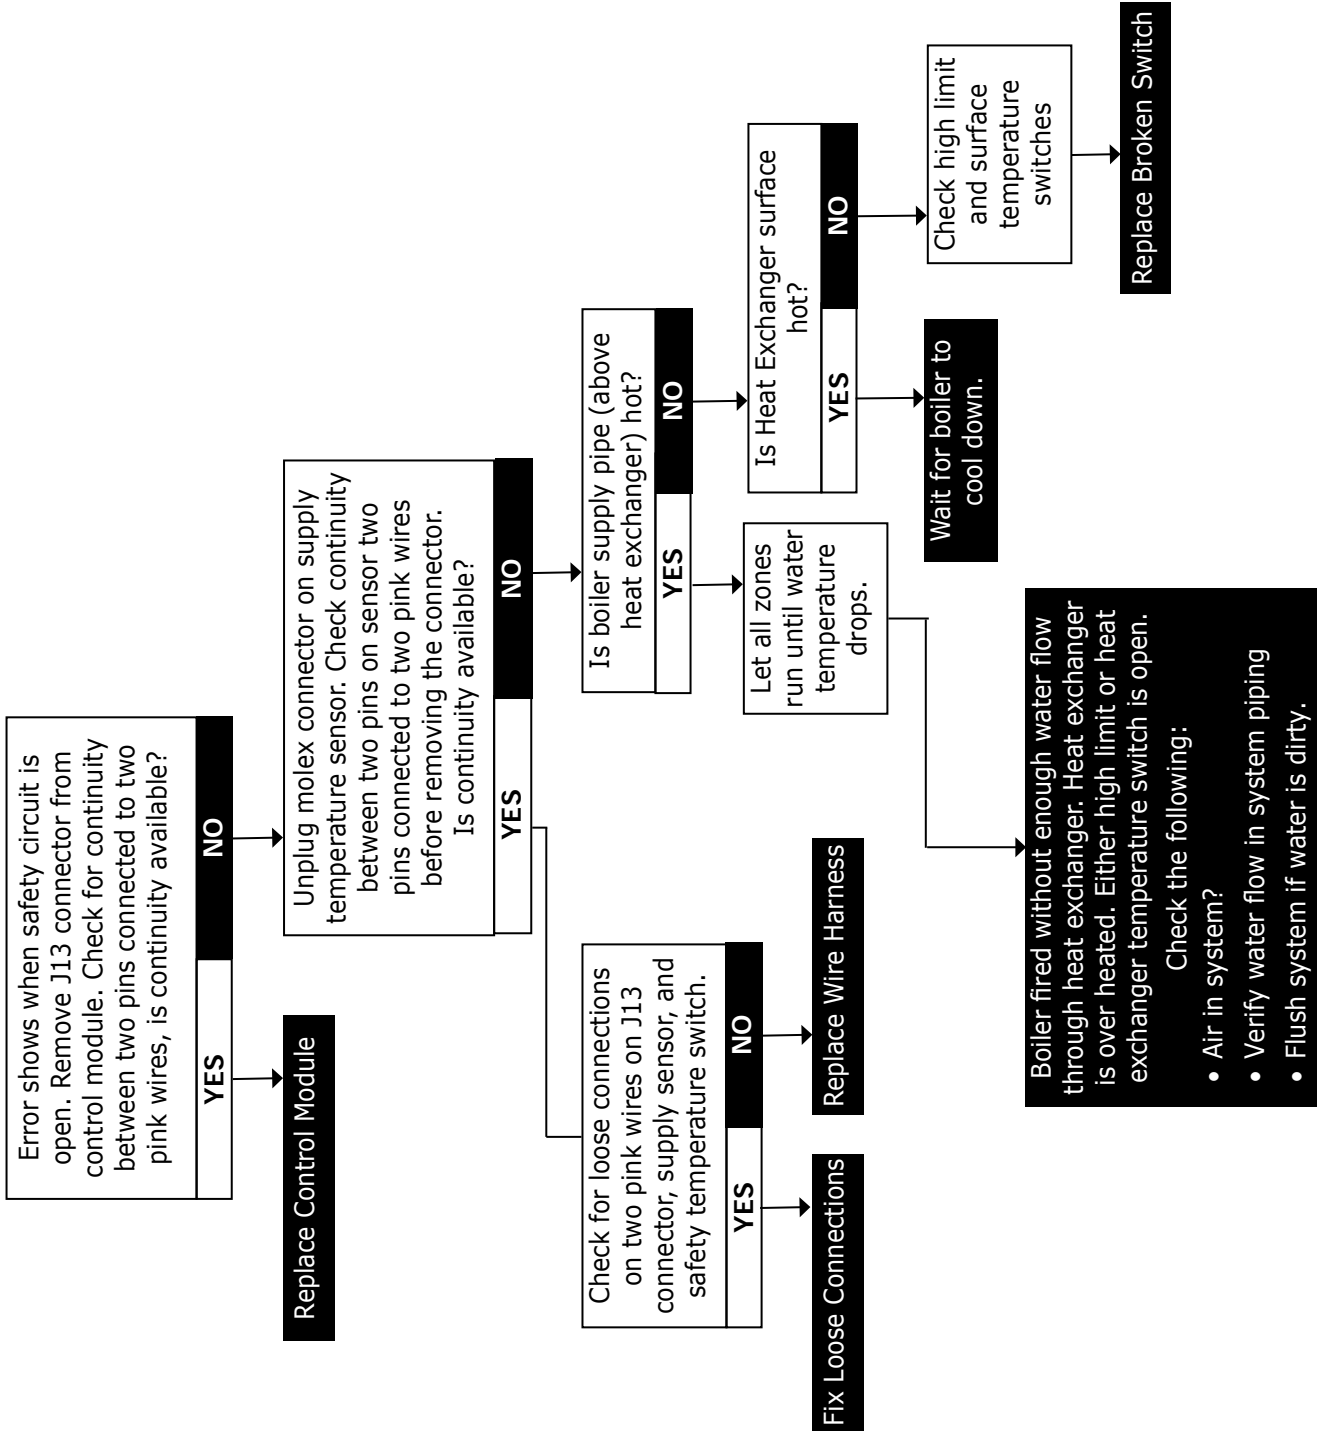 Error shows when safety circuit is
open. Remove J13 connector from
control module. Check for continuity
between two pins connected to two
pink wires, is continuity available?
YES
NO
Replace Control Module
Unplug molex connector on supply
temperature sensor. Check continuity
between two pins on sensor two
pins connected to two pink wires
before removing the connector.
Is continuity available?
YES
NO
Check for loose connections
on two pink wires on J13
connector, supply sensor, and
safety temperature switch.
YES
NO
Fix Loose Connections
Replace Wire Harness
Is boiler supply pipe (above
heat exchanger) hot?
YES
NO
Let all zones
run until water
temperature
drops.
Boiler fired without enough water flow
through heat exchanger. Heat exchanger
is over heated. Either high limit or heat
exchanger temperature switch is open.
Check the following:
• Air in system?
• Verify water flow in system piping
• Flush system if water is dirty.
Is Heat Exchanger surface
hot?
YES
NO
Wait for boiler to
cool down.
Check high limit
and surface
temperature
switches
Replace Broken Switch